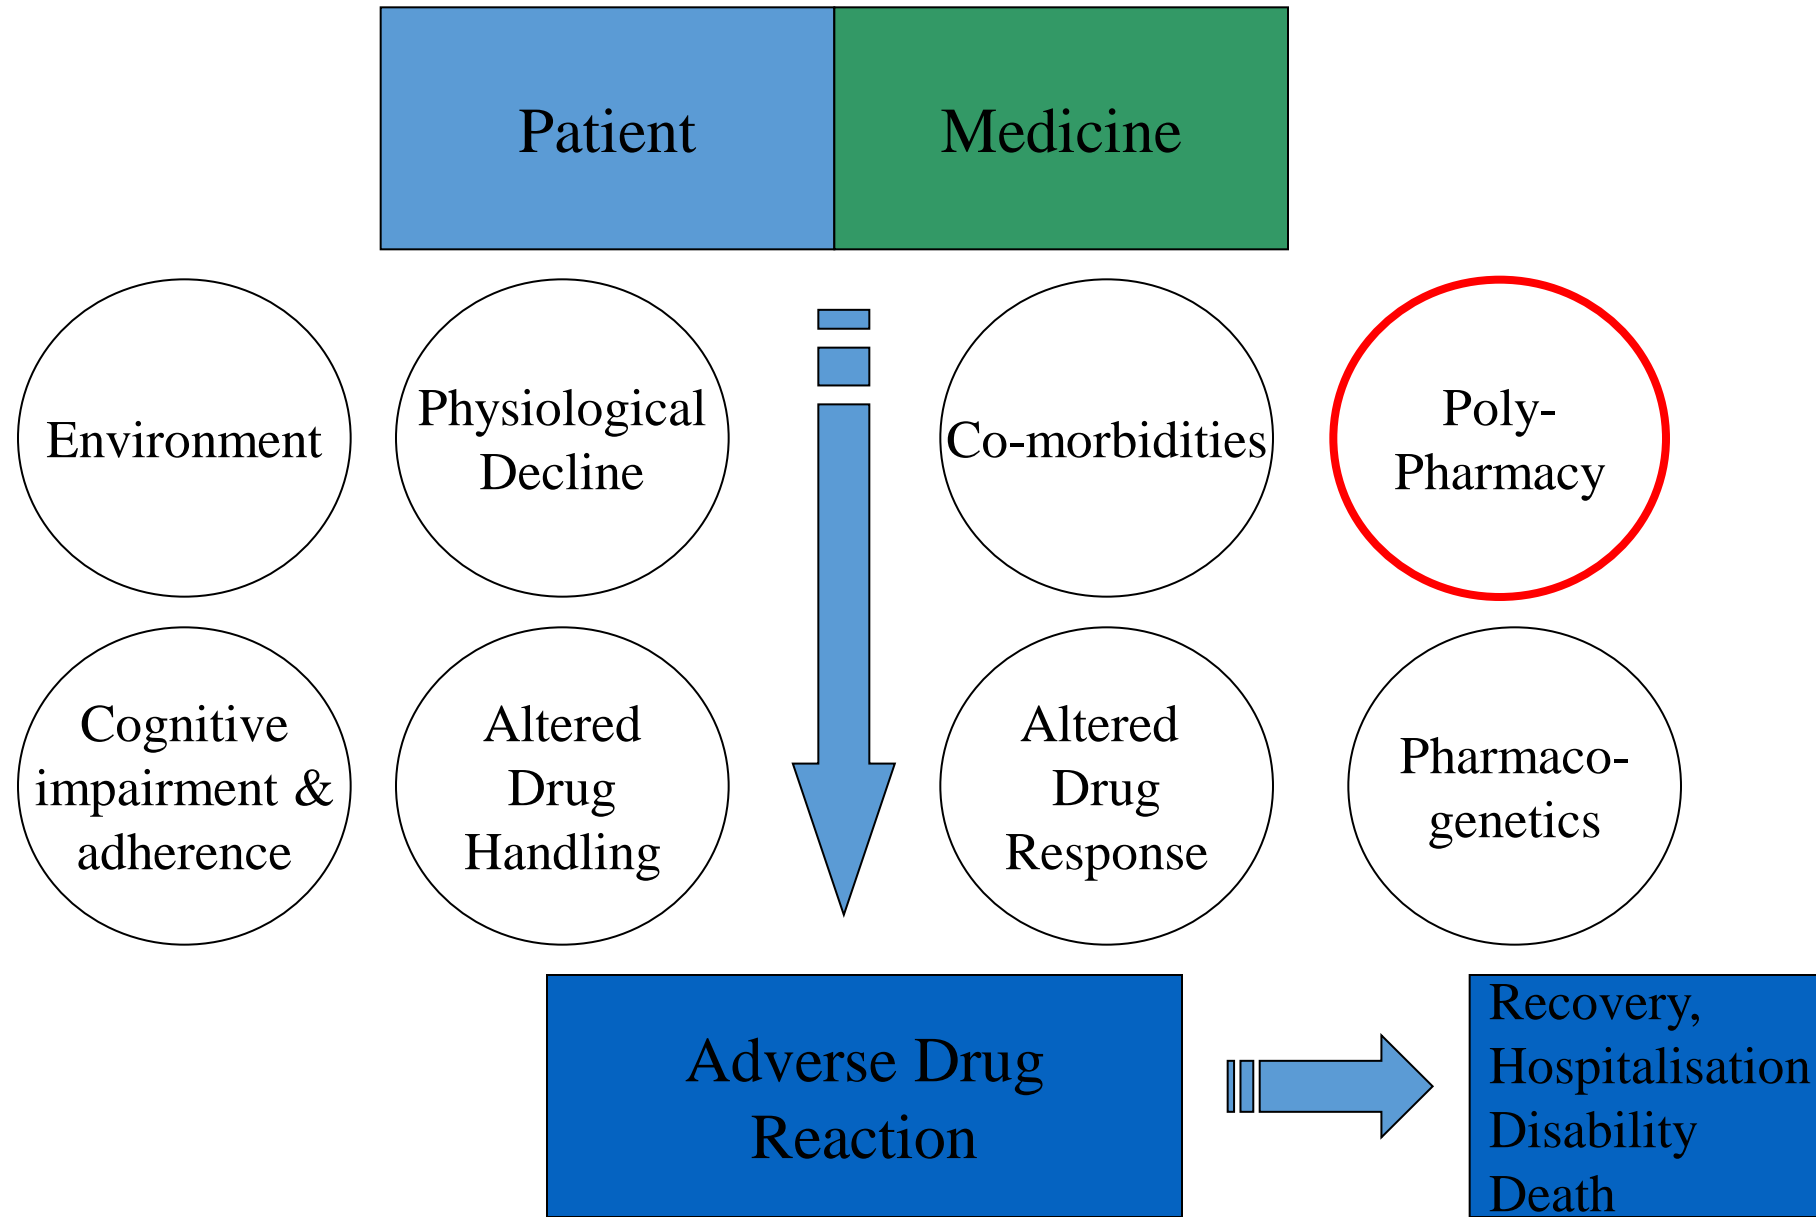 Patient
Medicine
Environment
Physiological
Decline
Co-morbidities
Poly-
Pharmacy
Cognitive
impairment &
adherence
Altered
Drug
Handling
Altered
Drug
Response
Pharmaco-
genetics
Adverse Drug
Reaction
Recovery,
Hospitalisation
Disability
Death